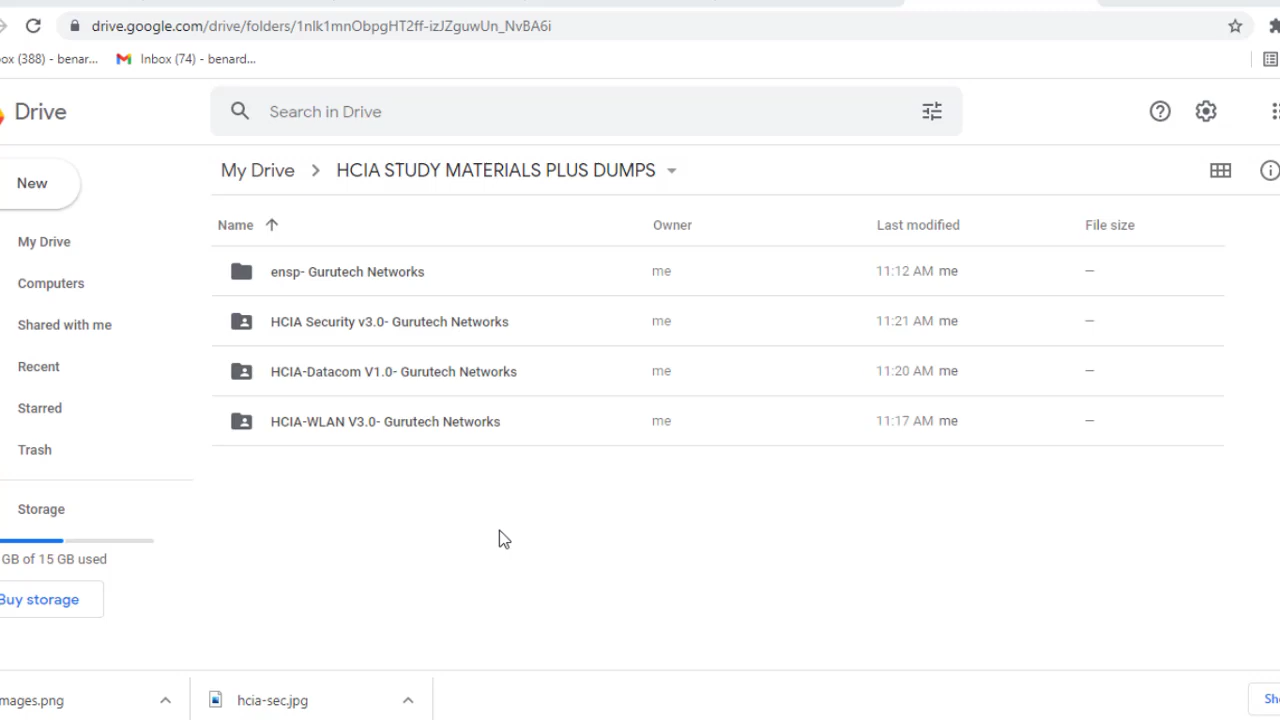 drive.google.com/drive/folders/1nlk1mnObpgHT2ff-izJZguwUn_NvBA6i
ox (388) - benar... Inbox (74) - benard...
Drive
Search in Drive
New
My Drive
Computers
Shared with me
Recent
Starred
Trash
Storage
GB of 15 GB used
Buy storage
My Drive > HCIA STUDY MATERIALS PLUS DUMPS
Name Owner Last modified File size
ensp- Gurutech Networks me 11:12 AM me –
HCIA Security v3.0- Gurutech Networks me 11:21 AM me –
HCIA-Datacom V1.0- Gurutech Networks me 11:20 AM me –
HCIA-WLAN V3.0- Gurutech Networks me 11:17 AM me –
mages.png hcia-sec.jpg